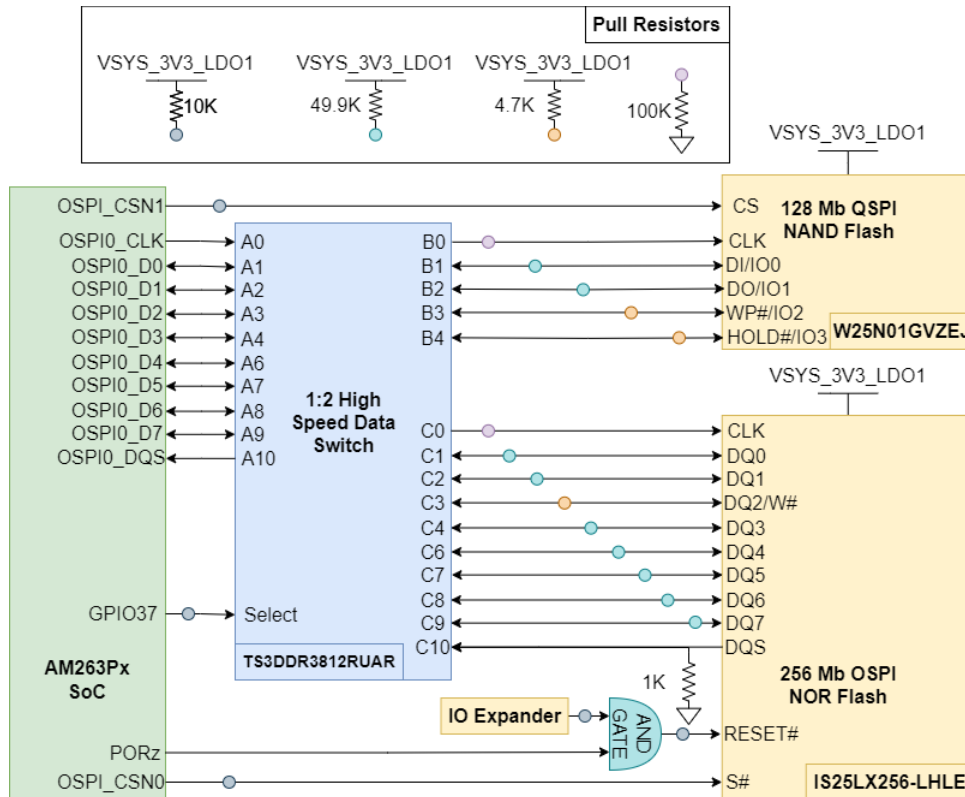 Pull Resistors
VSYS_3V3_LDO1
VSYS_3V3_LDO1
VSYS_3V3_LDO1
10K
49.9K
4.7K
100K
VSYS_3V3_LDO1
OSPI_CSN1
CS
128 Mb QSPI
NAND Flash
OSPI0_CLK
A0
B0
CLK
OSPI0_D0
A1
B1
DI/IO0
OSPI0_D1
A2
B2
DO/IO1
OSPI0_D2
A3
B3
WP#/IO2
OSPI0_D3
A4
B4
HOLD#/IO3
W25N01GVZEJ
OSPI0_D4
A6
OSPI0_D5
A7
OSPI0_D6
A8
OSPI0_D7
A9
OSPI0_DQS
A10
1:2 High
Speed Data
Switch
VSYS_3V3_LDO1
C0
CLK
C1
DQ0
C2
DQ1
C3
DQ2/W#
C4
DQ3
C6
DQ4
C7
DQ5
C8
DQ6
C9
DQ7
C10
DQS
GPIO37
Select
TS3DDR3812RUAR
AM263Px
SoC
1K
256 Mb OSPI
NOR Flash
IO Expander
AND
GATE
RESET#
PORz
OSPI_CSN0
S#
IS25LX256-LHLE